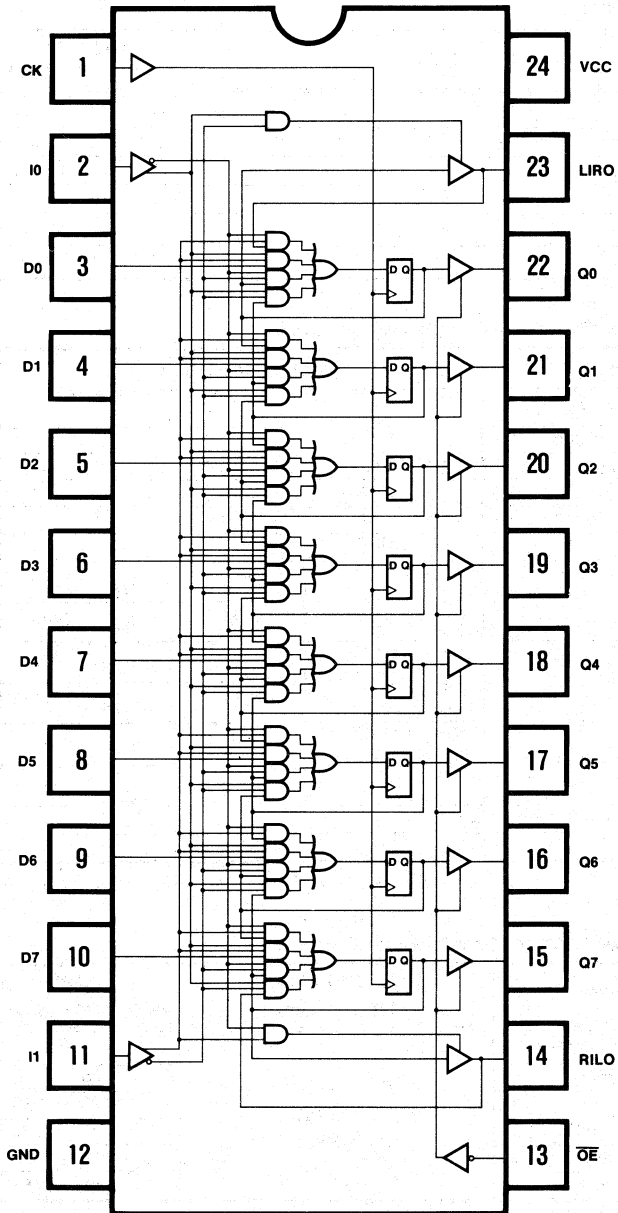 CK 1 24 VCC
I0 2 23 LIRO
D0 3 D Q 22 Q0
D1 4 D Q 21 Q1
D2 5 D Q 20 Q2
D3 6 D Q 19 Q3
D4 7 D Q 18 Q4
D5 8 D Q 17 Q5
D6 9 D Q 16 Q6
D7 10 D Q 15 Q7
I1 11 14 RILO
GND 12 13 O̅E̅